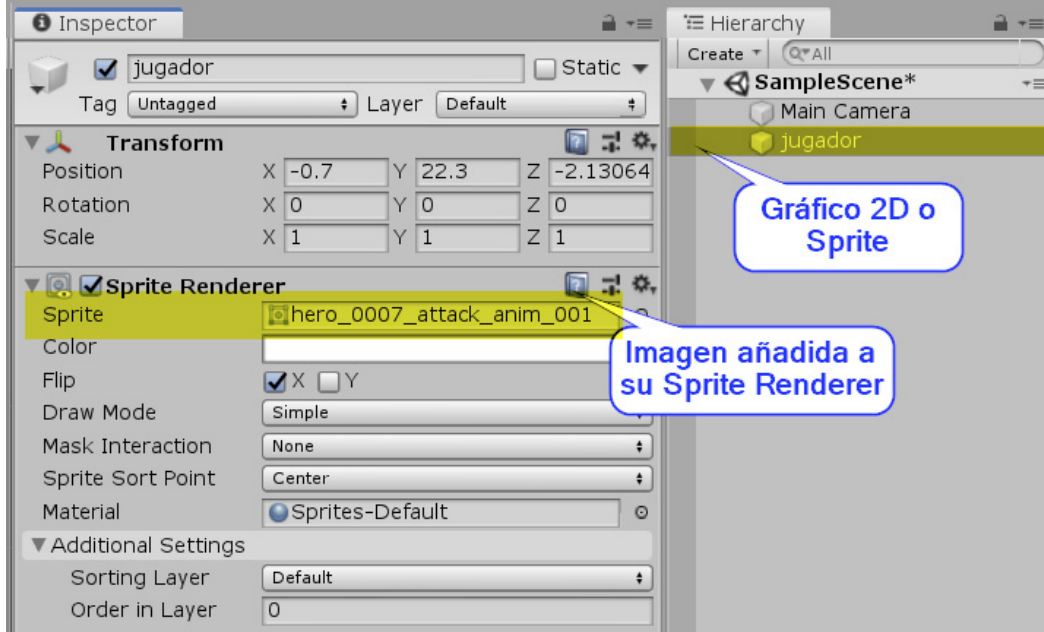 Inspector
jugador
Static
Tag Untagged Layer Default
Transform
Position X -0.7 Y 22.3 Z -2.13064
Rotation X 0 Y 0 Z 0
Scale X 1 Y 1 Z 1
Sprite Renderer
Sprite hero_0007_attack_anim_001
Color
Flip X Y
Draw Mode Simple
Mask Interaction None
Sprite Sort Point Center
Material Sprites-Default
Additional Settings
Sorting Layer Default
Order in Layer 0
Hierarchy
Create All
SampleScene*
Main Camera
jugador
Gráfico 2D o
Sprite
Imagen añadida a
su Sprite Renderer